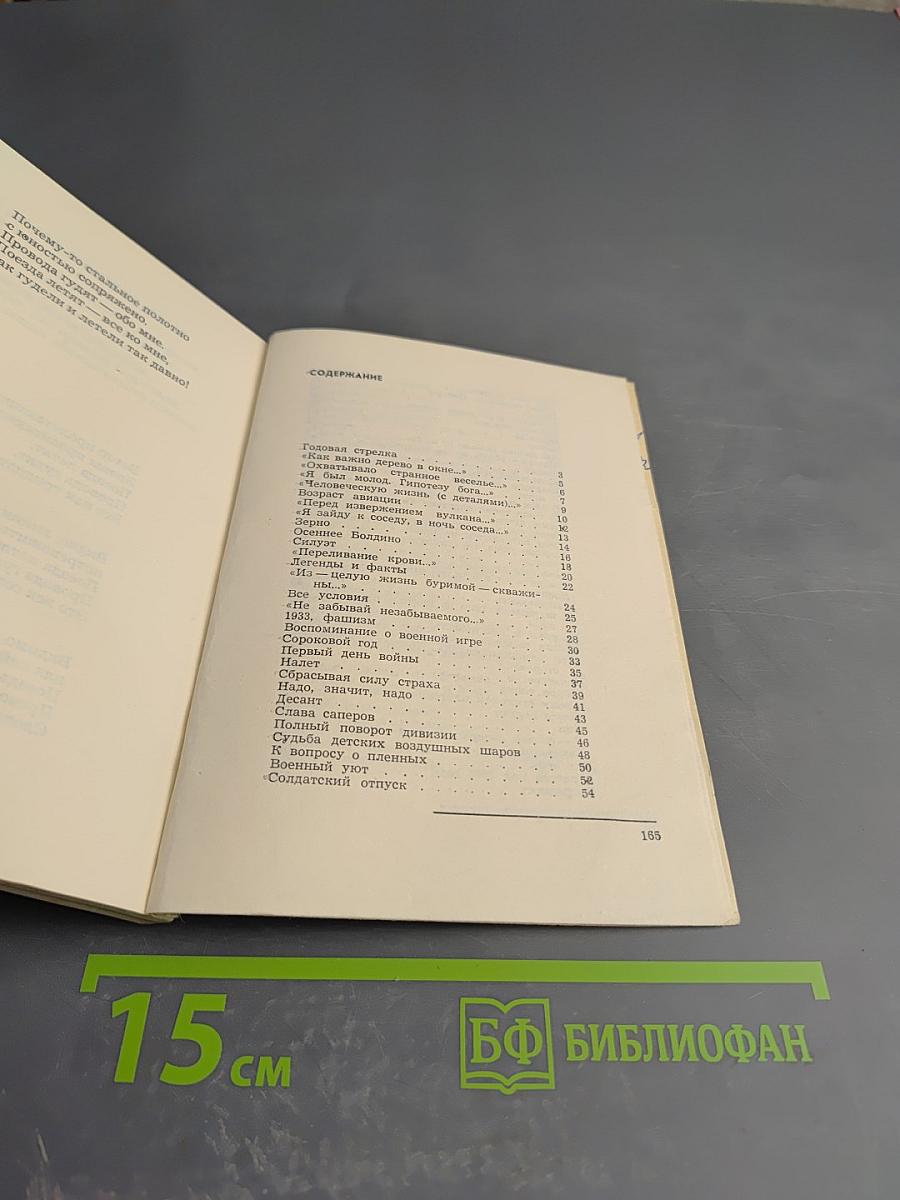 Почему-то стальное полотно
с юностью сопряжено.
Провода гудят — обо мне.
Поезда летят — все ко мне,
ак гудели и летели так давно!
СОДЕРЖАНИЕ
Годовая стрелка . . . . . . . . . 3
«Как важно дерево в окне...» . . . . 5
«Охватывало странное веселье...» . . 6
«Я был молод. Гипотезу бога...» . . 7
«Человеческую жизнь (с деталями)...» . 9
Возраст авиации . . . . . . . . 10
«Перед извержением вулкана...» . . 12
«Я зайду к соседу, в ночь соседа...» . 13
Зерно . . . . . . . . . . . 14
Осеннее Болдино . . . . . . . . 16
Силуэт . . . . . . . . . . . 18
«Переливание крови...» . . . . . . 20
Легенды и факты . . . . . . . . 22
«Из — целую жизнь буримой — скважи-
ны...» . . . . . . . . . . . 24
Все условия . . . . . . . . . . 25
«Не забывай незабываемого...» . . . 27
1933, фашизм . . . . . . . . . 28
Воспоминание о военной игре . . . . 30
Сороковой год . . . . . . . . . 33
Первый день войны . . . . . . . 35
Налет . . . . . . . . . . . 37
Сбрасывая силу страха . . . . . . 39
Надо, значит, надо . . . . . . . . 41
Десант . . . . . . . . . . . 43
Слава саперов . . . . . . . . . 45
Полный поворот дивизии . . . . . . 46
Судьба детских воздушных шаров . . 48
К вопросу о пленных . . . . . . . 50
Военный уют . . . . . . . . . . 52
«Солдатский отпуск . . . . . . . . 54
165
15 см
БФ БИБЛИОФАН